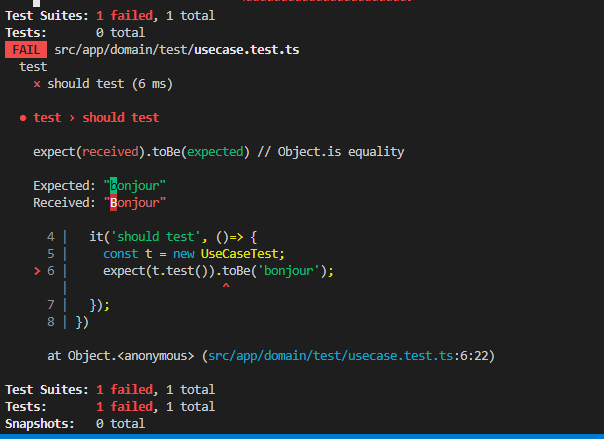 Test Suites: 1 failed, 1 total
Tests:       0 total
FAIL src/app/domain/test/usecase.test.ts
  test
    × should test (6 ms)
  ● test › should test
    expect(received).toBe(expected) // Object.is equality
    Expected: "bonjour"
    Received: "Bonjour"
      4 |   it('should test', ()=> {
      5 |     const t = new UseCaseTest;
    > 6 |     expect(t.test()).toBe('bonjour');
        |                      ^
      7 |   });
      8 | })
      at Object.<anonymous> (src/app/domain/test/usecase.test.ts:6:22)
Test Suites: 1 failed, 1 total
Tests:       1 failed, 1 total
Snapshots:   0 total